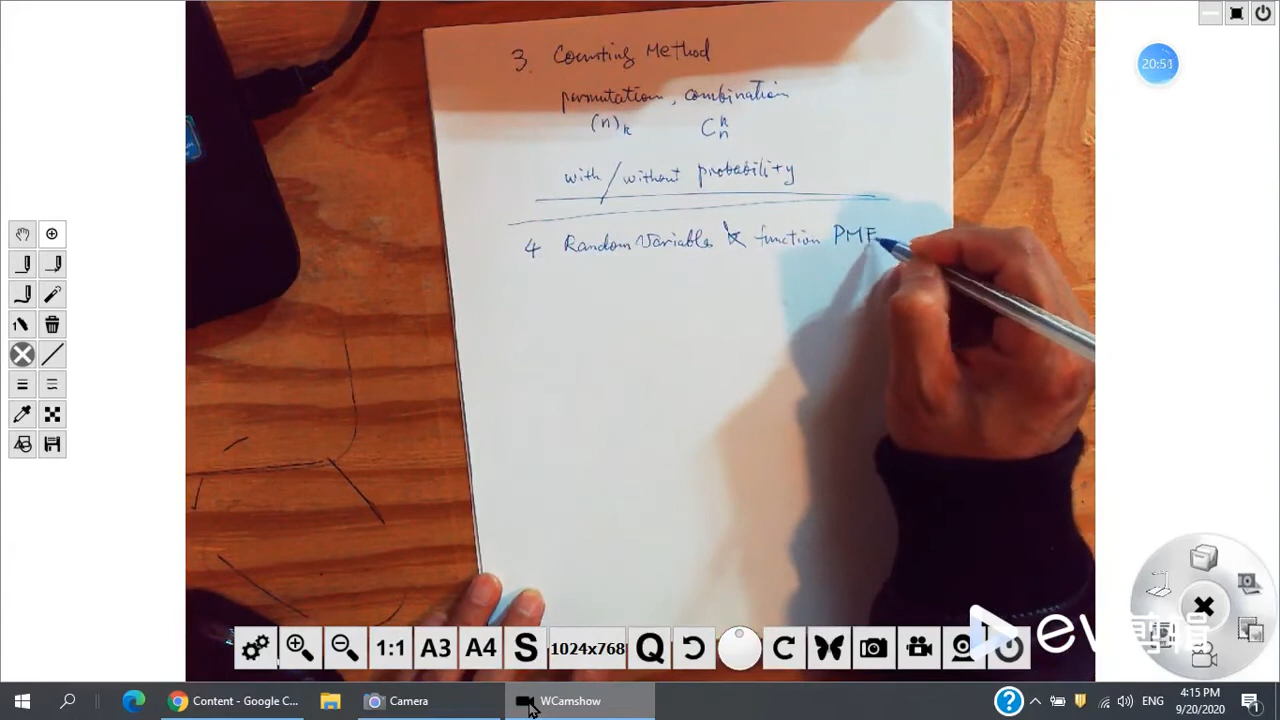 20:51
3. Counting Method
permutation, combination
(n)k C k n
with/without probability
4 Random Variable & function PMF
1:1 A3 A4 S 1024x768 Q C
Content - Google C... Camera WCamshow ENG 4:15 PM
9/20/2020
1